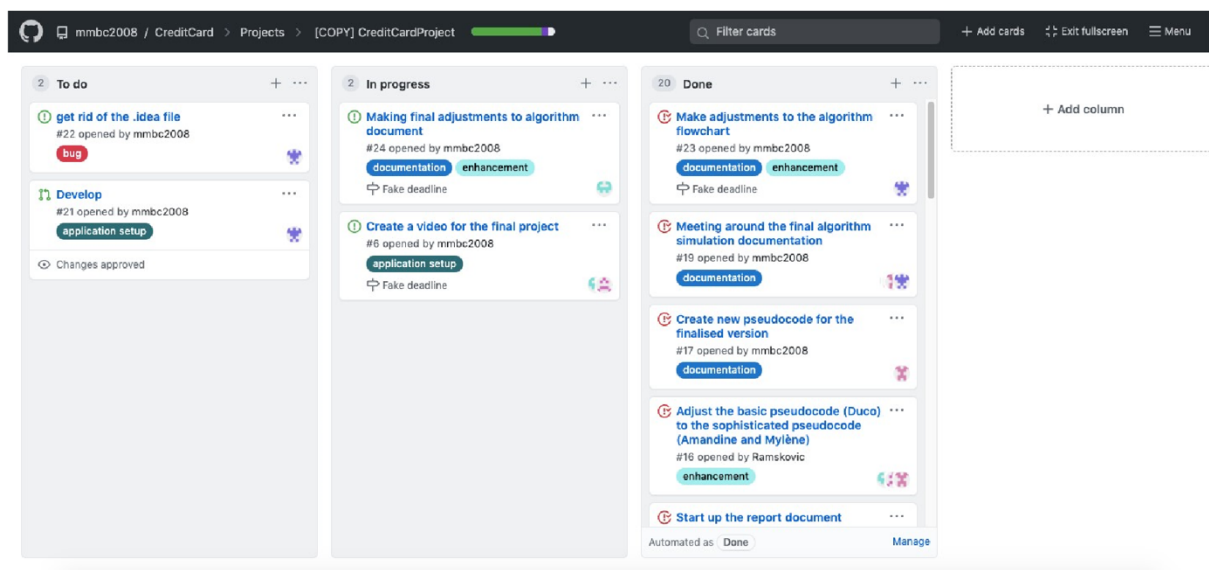 mmbc2008 / CreditCard > Projects > [COPY] CreditCardProject
Filter cards
+ Add cards
Exit fullscreen
Menu
2 To do
get rid of the .idea file
#22 opened by mmbc2008
bug
Develop
#21 opened by mmbc2008
application setup
Changes approved
2 In progress
Making final adjustments to algorithm
document
#24 opened by mmbc2008
documentation enhancement
Fake deadline
Create a video for the final project
#6 opened by mmbc2008
application setup
Fake deadline
20 Done
Make adjustments to the algorithm
flowchart
#23 opened by mmbc2008
documentation enhancement
Fake deadline
Meeting around the final algorithm
simulation documentation
#19 opened by mmbc2008
documentation
Create new pseudocode for the
finalised version
#17 opened by mmbc2008
documentation
Adjust the basic pseudocode (Duco)
to the sophisticated pseudocode
(Amandine and Mylène)
#16 opened by Ramskovic
enhancement
Start up the report document
Automated as Done
Manage
+ Add column